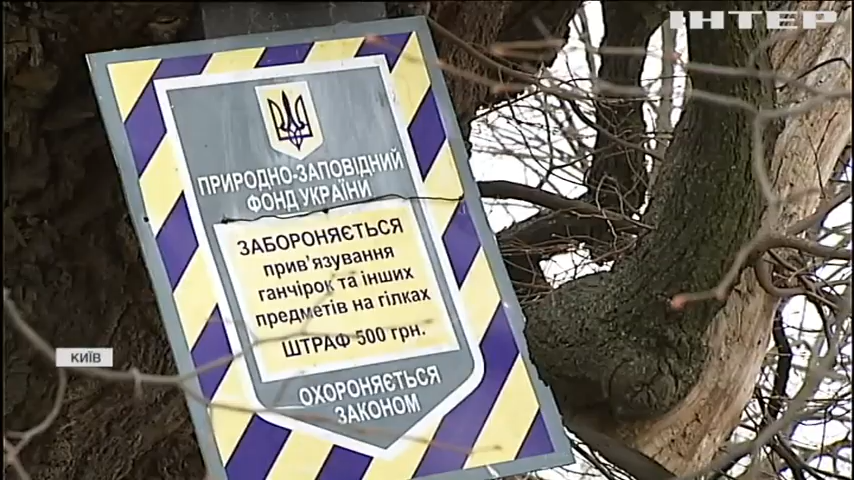 ІНТЕР
ПРИРОДНО-ЗАПОВІДНИЙ
ФОНД УКРАЇНИ
ЗАБОРОНЯЄТЬСЯ
прив'язування
ганчірок та інших
предметів на гілках
ШТРАФ 500 грн.
ОХОРОНЯЄТЬСЯ
ЗАКОНОМ
КИЇВ